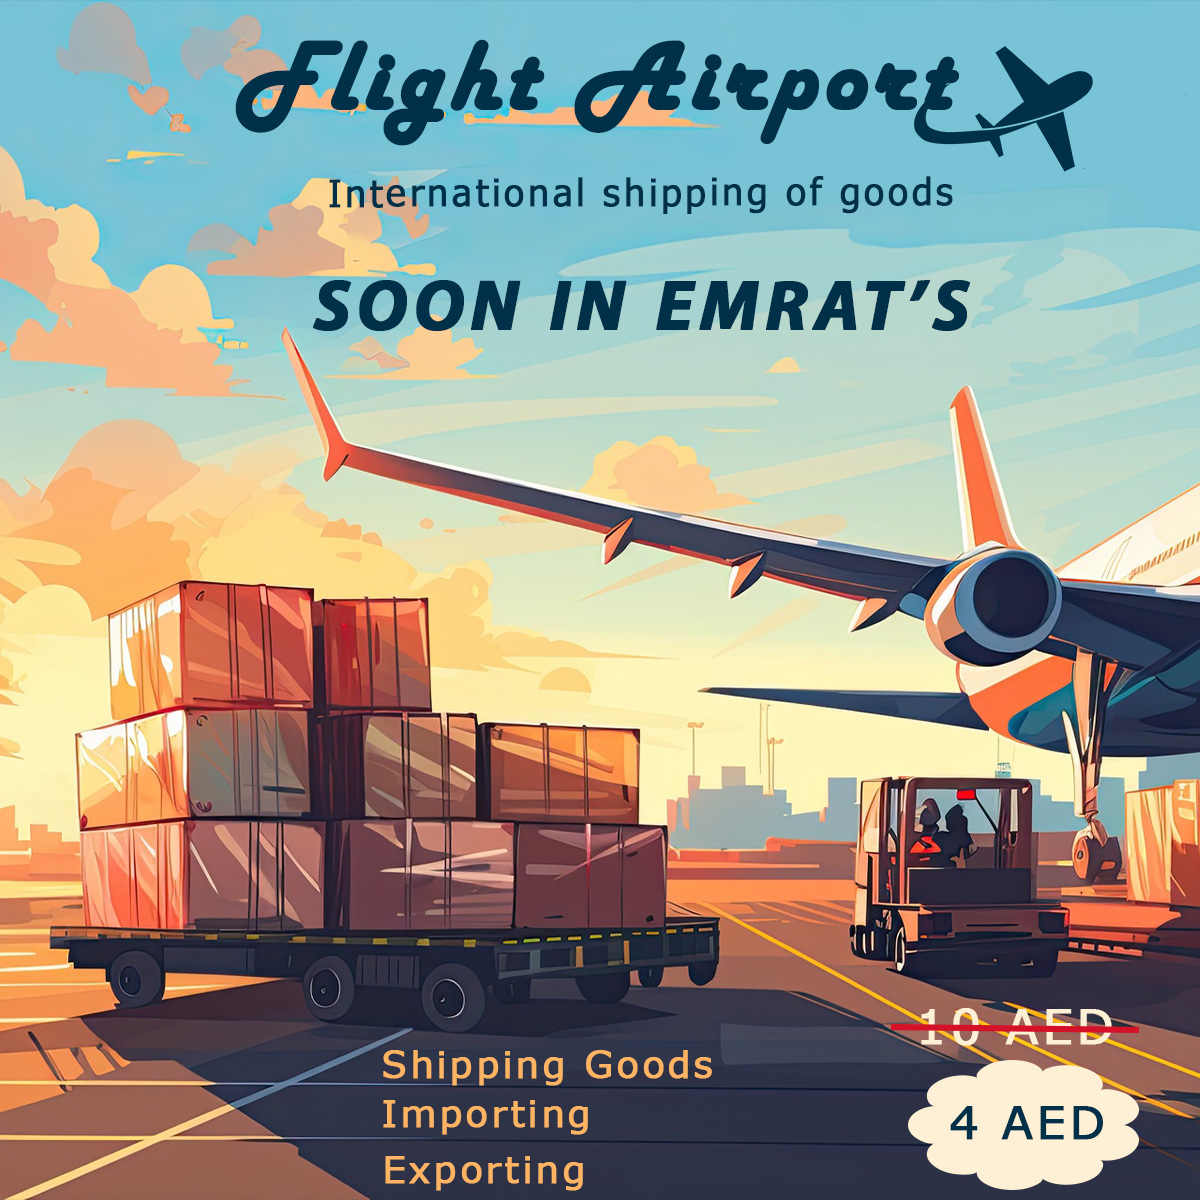 Flight Airport
International shipping of goods
SOON IN EMRAT'S
10 AED
4 AED
Shipping Goods
Importing
Exporting